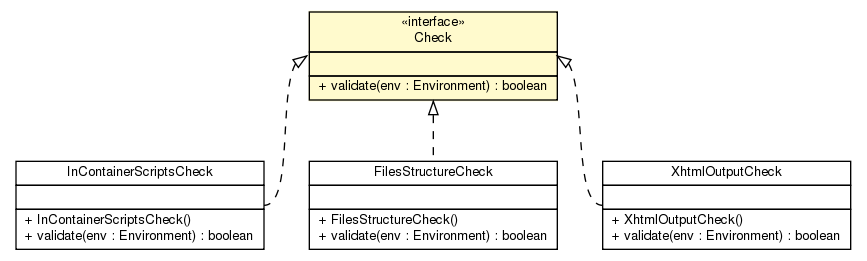 «interface»
Check
+ validate(env : Environment) : boolean
InContainerScriptsCheck
+ InContainerScriptsCheck()
+ validate(env : Environment) : boolean
FilesStructureCheck
+ FilesStructureCheck()
+ validate(env : Environment) : boolean
XhtmlOutputCheck
+ XhtmlOutputCheck()
+ validate(env : Environment) : boolean